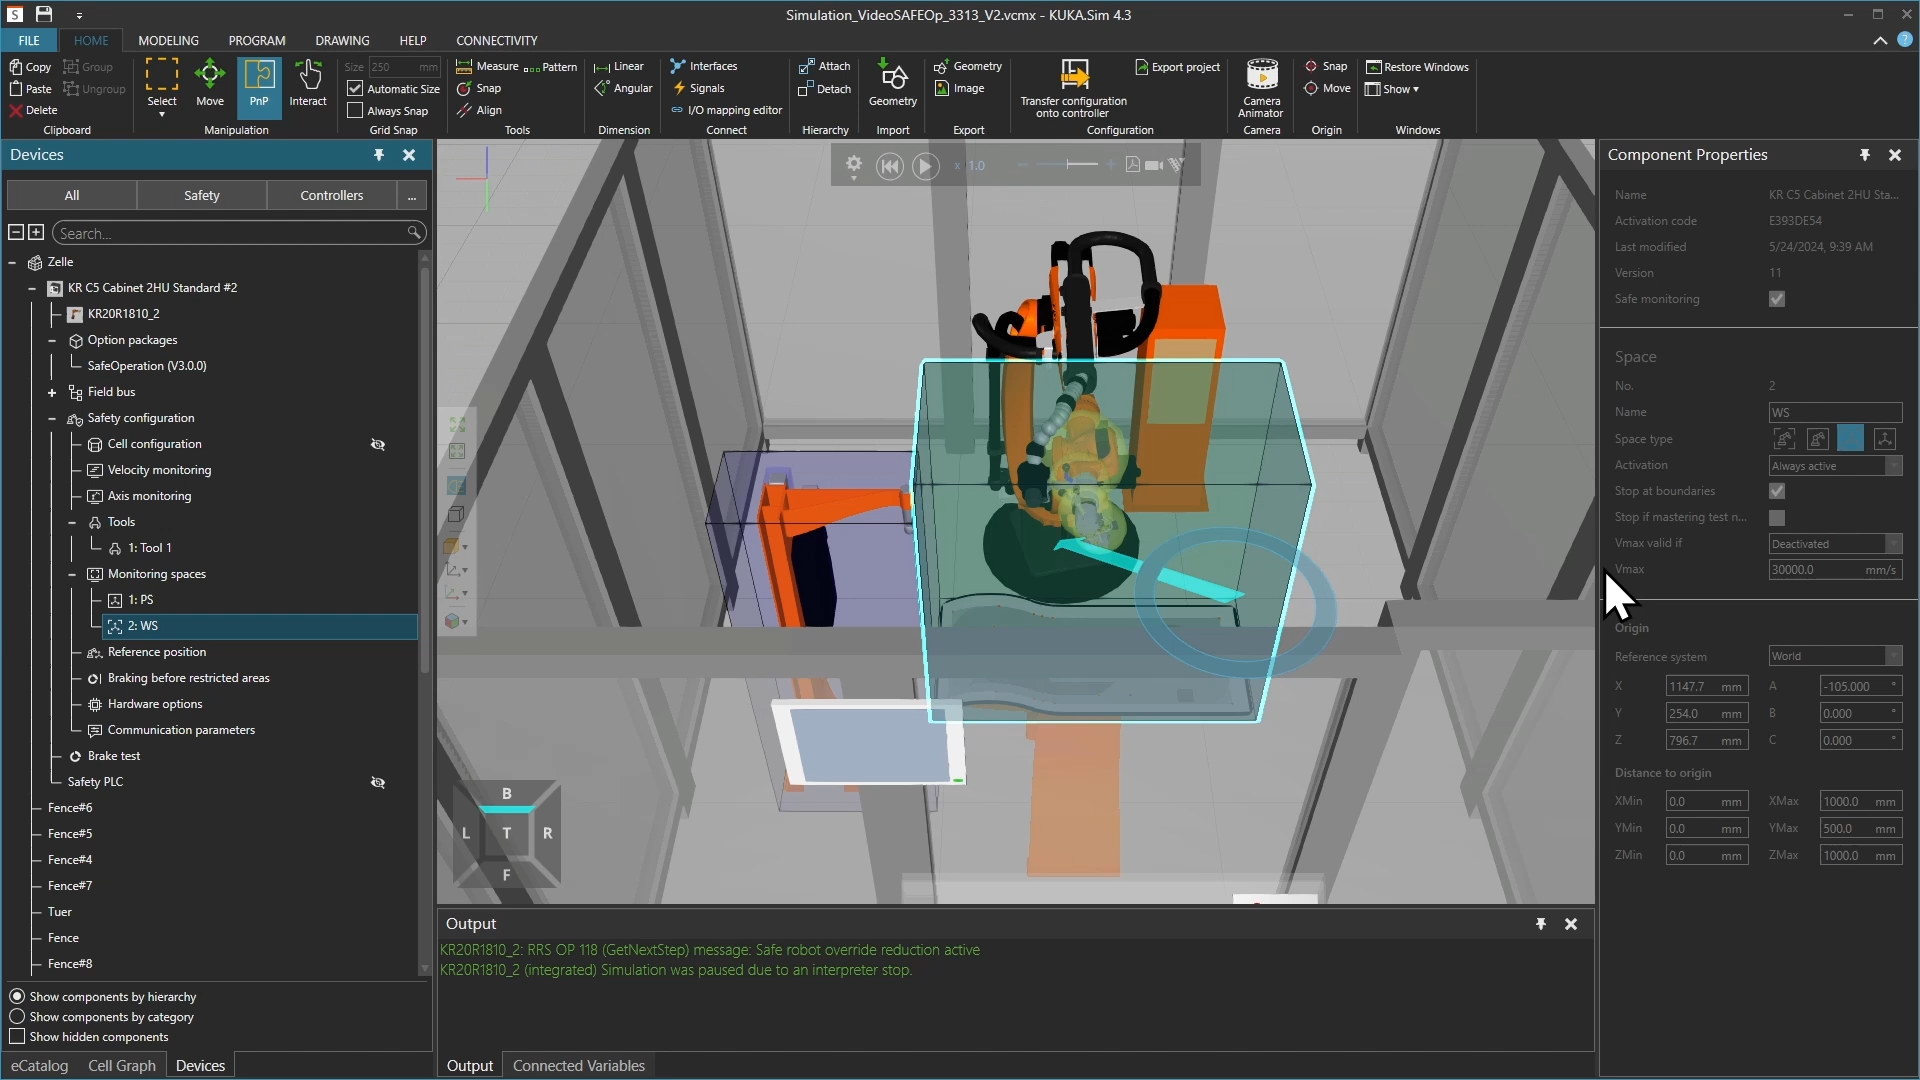 Simulation_VideoSAFEOp_3313_V2.vcmx - KUKA.Sim 4.3
FILE HOME MODELING PROGRAM DRAWING HELP CONNECTIVITY
Copy Group
Paste Ungroup
Delete
Clipboard
Select Move PnP Interact
Manipulation
Size 250 mm
Automatic Size
Always Snap
Grid Snap
Measure Pattern
Snap
Align
Tools
Linear
Angular
Dimension
Interfaces
Signals
I/O mapping editor
Connect
Attach
Detach
Hierarchy
Geometry
Import
Geometry
Image
Export
Transfer configuration
onto controller
Export project
Configuration
Camera
Animator
Camera
Snap
Move
Origin
Restore Windows
Show
Windows
Devices
All Safety Controllers ...
Search...
Zelle
KR C5 Cabinet 2HU Standard #2
KR20R1810_2
Option packages
SafeOperation (V3.0.0)
Field bus
Safety configuration
Cell configuration
Velocity monitoring
Axis monitoring
Tools
1: Tool 1
Monitoring spaces
1: PS
2: WS
Reference position
Braking before restricted areas
Hardware options
Communication parameters
Brake test
Safety PLC
Fence#6
Fence#5
Fence#4
Fence#7
Tuer
Fence
Fence#8
Show components by hierarchy
Show components by category
Show hidden components
eCatalog Cell Graph Devices
x 1.0
B
L T R
F
Output
KR20R1810_2: RRS OP 118 (GetNextStep) message: Safe robot override reduction active
KR20R1810_2 (integrated) Simulation was paused due to an interpreter stop.
Output Connected Variables
Component Properties
Name KR C5 Cabinet 2HU Sta...
Activation code E393DE54
Last modified 5/24/2024, 9:39 AM
Version 11
Safe monitoring
Space
No. 2
Name WS
Space type
Activation Always active
Stop at boundaries
Stop if mastering test n...
Vmax valid if Deactivated
Vmax 30000.0 mm/s
Origin
Reference system World
X 1147.7 mm A -105.000 °
Y 254.0 mm B 0.000 °
Z 796.7 mm C 0.000 °
Distance to origin
XMin 0.0 mm XMax 1000.0 mm
YMin 0.0 mm YMax 500.0 mm
ZMin 0.0 mm ZMax 1000.0 mm